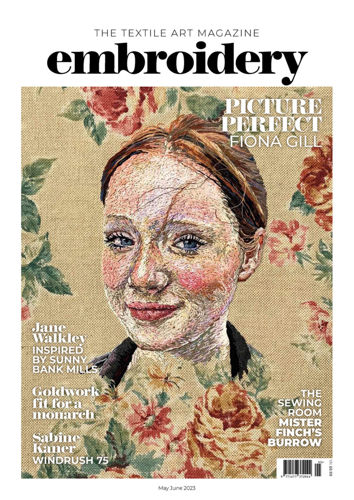 THE TEXTILE ART MAGAZINE
embroidery
PICTURE
PERFECT
FIONA GILL
Jane
Walkley
INSPIRED
BY SUNNY
BANK MILLS
Goldwork
fit for a
monarch
Sabine
Kaner
WINDRUSH 75
THE
SEWING
ROOM
MISTER
FINCH'S
BURROW
May June 2023